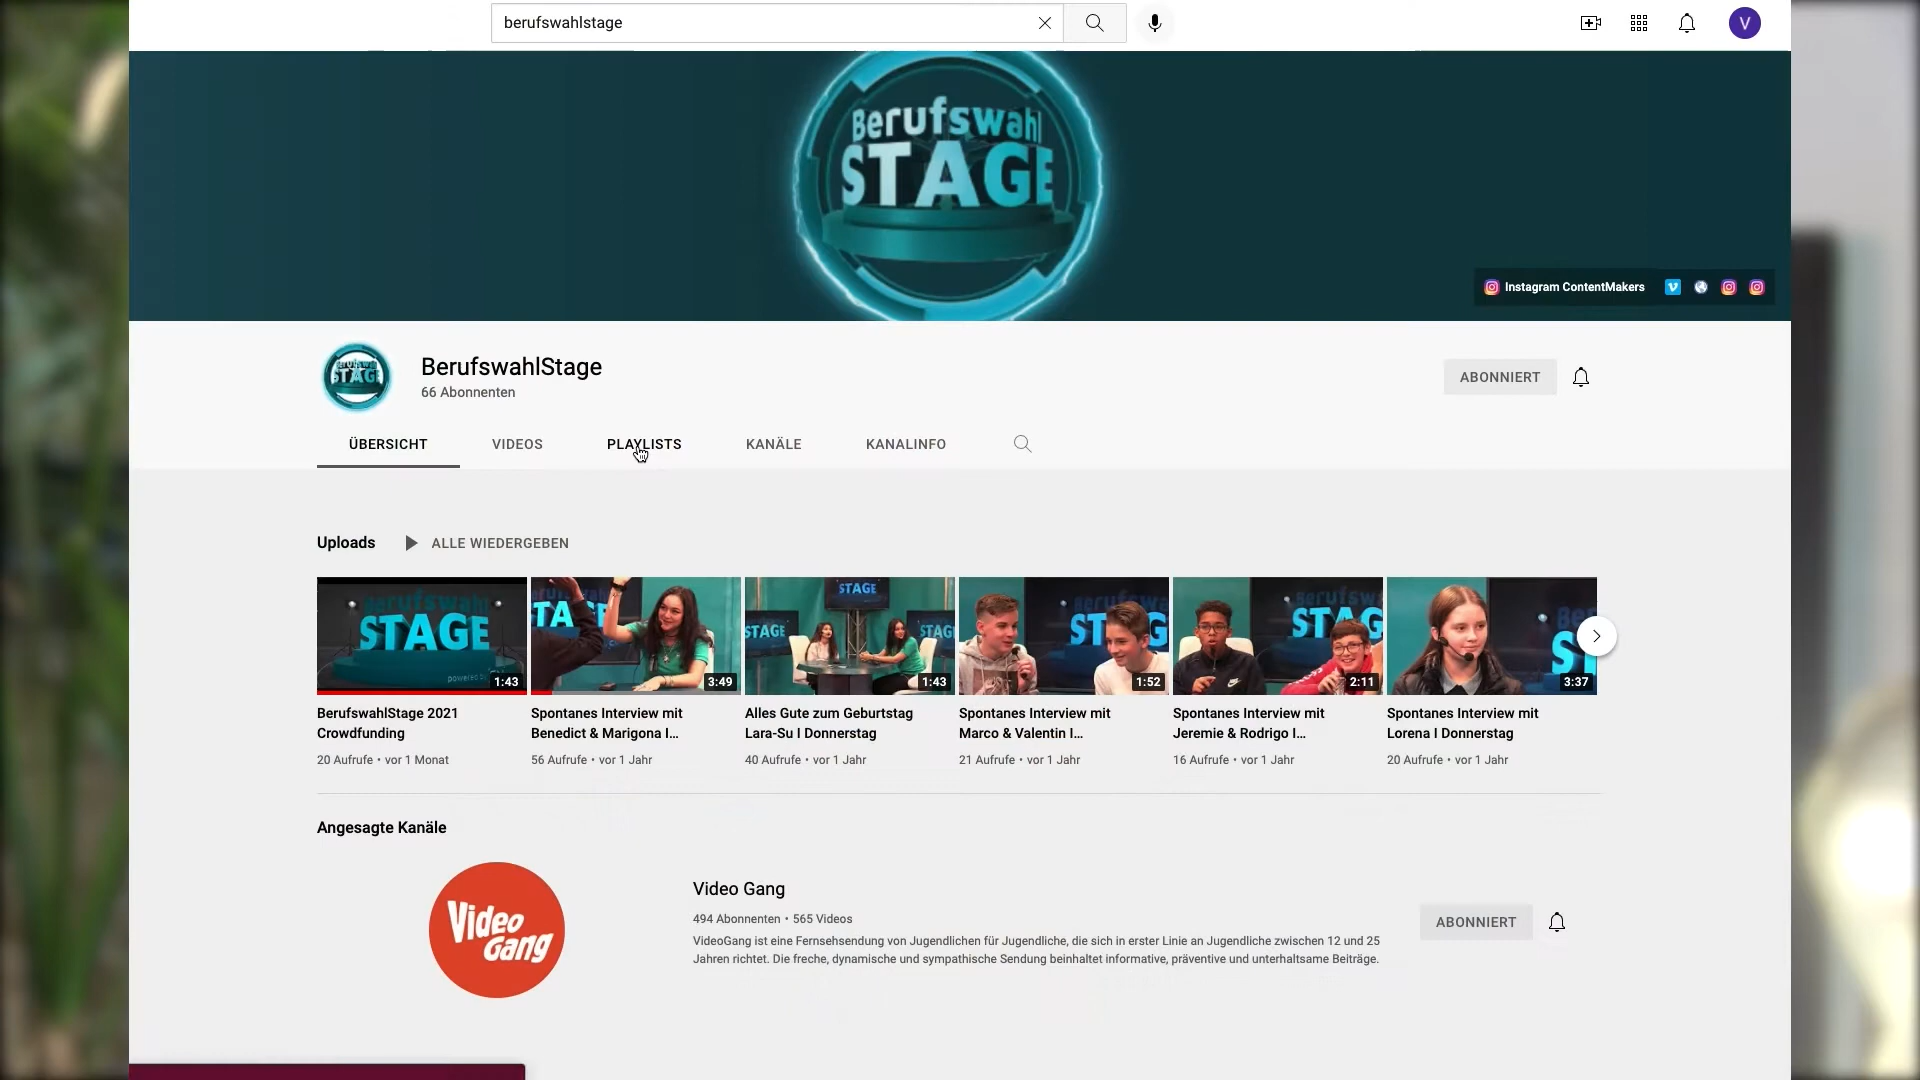 berufswahlstage
V
Berufswahl
STAGE
Instagram ContentMakers
STAGE
BerufswahlStage
66 Abonnenten
ABONNIERT
ÜBERSICHT
VIDEOS
PLAYLISTS
KANÄLE
KANALINFO
Uploads
ALLE WIEDERGEBEN
STAGE
powered
1:43
3:49
STAGE
STAGE
1:43
1:52
2:11
3:37
BerufswahlStage 2021
Crowdfunding
20 Aufrufe • vor 1 Monat
Spontanes Interview mit
Benedict & Marigona I...
56 Aufrufe • vor 1 Jahr
Alles Gute zum Geburtstag
Lara-Su I Donnerstag
40 Aufrufe • vor 1 Jahr
Spontanes Interview mit
Marco & Valentin I...
21 Aufrufe • vor 1 Jahr
Spontanes Interview mit
Jeremie & Rodrigo I...
16 Aufrufe • vor 1 Jahr
Spontanes Interview mit
Lorena I Donnerstag
20 Aufrufe • vor 1 Jahr
Angesagte Kanäle
Video
Gang
Video Gang
494 Abonnenten • 565 Videos
VideoGang ist eine Fernsehsendung von Jugendlichen für Jugendliche, die sich in erster Linie an Jugendliche zwischen 12 und 25
Jahren richtet. Die freche, dynamische und sympathische Sendung beinhaltet informative, präventive und unterhaltsame Beiträge.
ABONNIERT